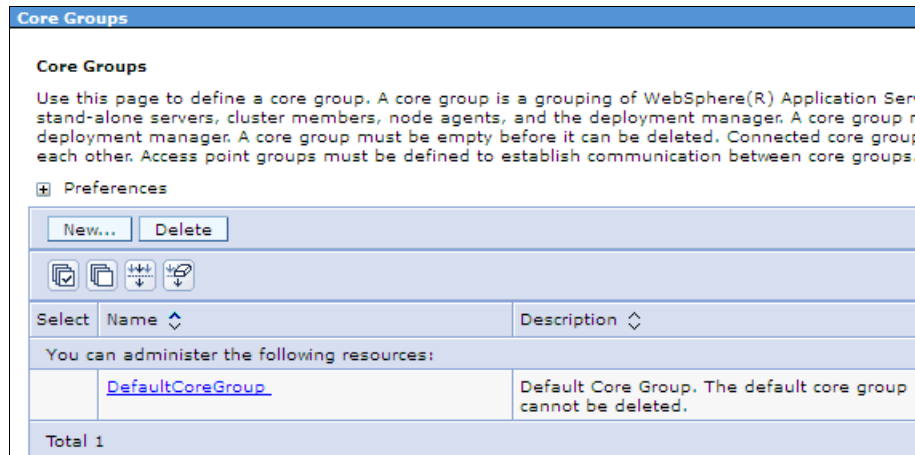 Core Groups
Core Groups
Use this page to define a core group. A core group is a grouping of WebSphere(R) Application
stand-alone servers, cluster members, node agents, and the deployment manager. A core group
deployment manager. A core group must be empty before it can be deleted. Connected core
each other. Access point groups must be defined to establish communication between core groups.
Preferences
New... Delete
Select Name Description
You can administer the following resources:
DefaultCoreGroup Default Core Group. The default core group
cannot be deleted.
Total 1